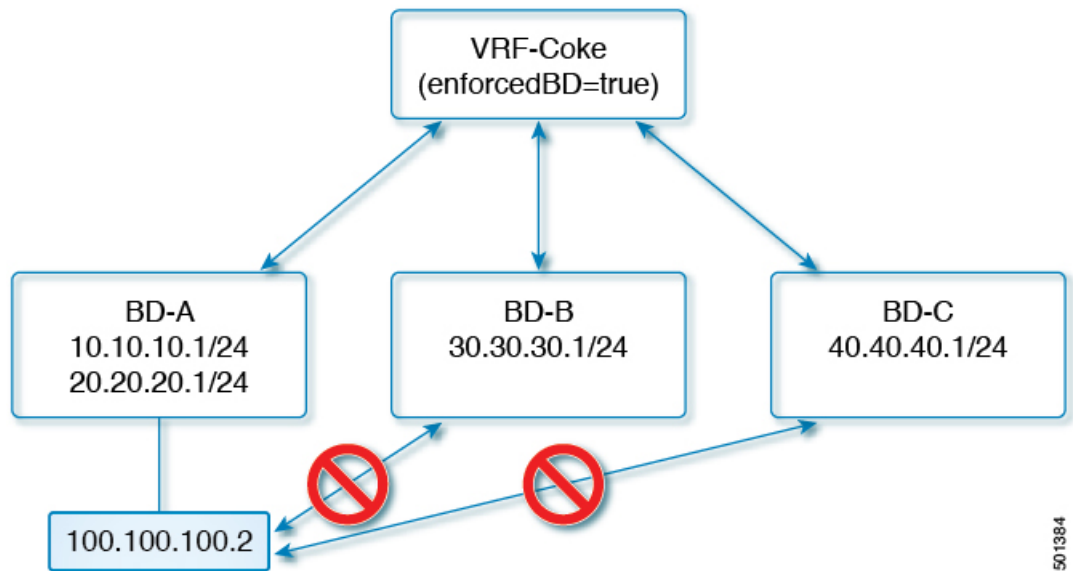 VRF-Coke
(enforcedBD=true)
BD-A
10.10.10.1/24
20.20.20.1/24
BD-B
30.30.30.1/24
BD-C
40.40.40.1/24
100.100.100.2
501384